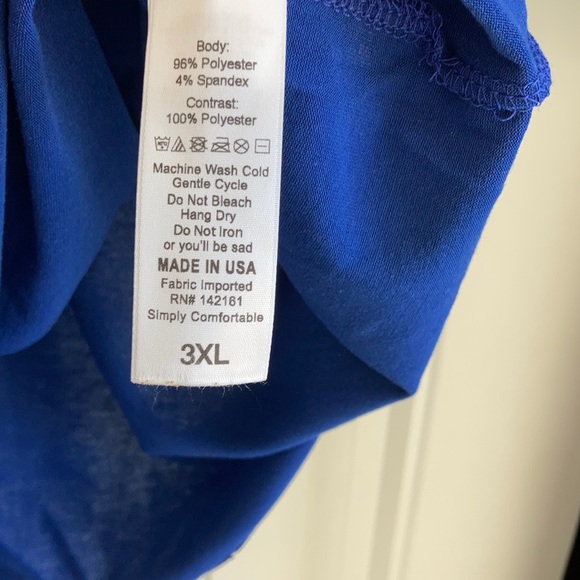 Body:
96% Polyester
4% Spandex
Contrast:
100% Polyester
Machine Wash Cold
Gentle Cycle
Do Not Bleach
Hang Dry
Do Not Iron
or you'll be sad
MADE IN USA
Fabric Imported
RN# 142161
Simply Comfortable
3XL